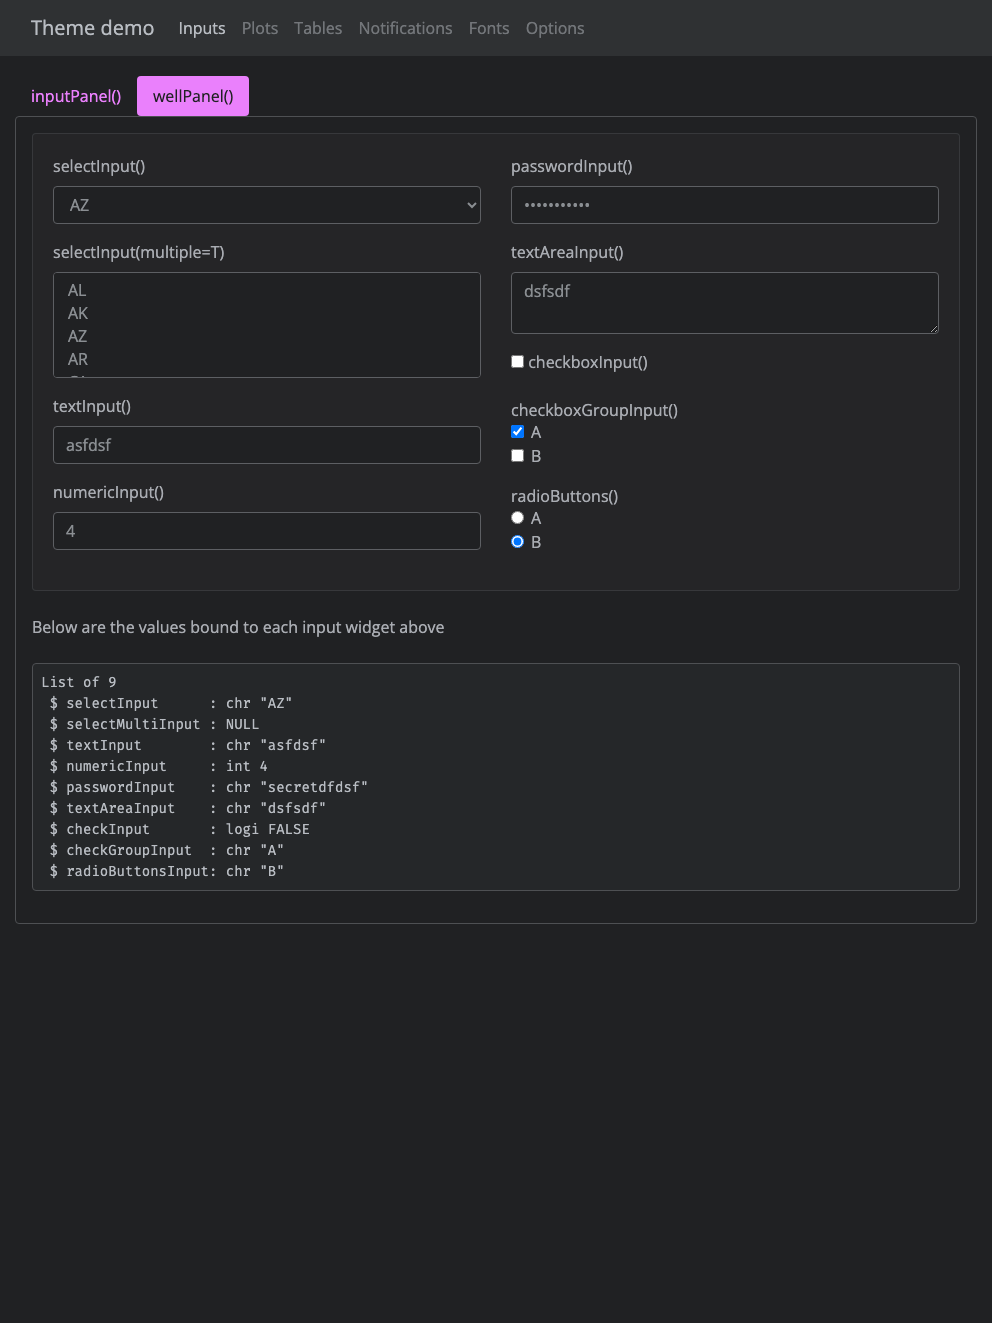 Theme demo Inputs Plots Tables Notifications Fonts Options
inputPanel() wellPanel()
selectInput()
AZ
selectInput(multiple=T)
AL
AK
AZ
AR
textInput()
asfdsf
numericInput()
4
passwordInput()
•••••••••••
textAreaInput()
dsfsdf
checkboxInput()
checkboxGroupInput()
A
B
radioButtons()
A
B
Below are the values bound to each input widget above
List of 9
 $ selectInput      : chr "AZ"
 $ selectMultiInput : NULL
 $ textInput        : chr "asfdsf"
 $ numericInput     : int 4
 $ passwordInput    : chr "secretdfdsf"
 $ textAreaInput    : chr "dsfsdf"
 $ checkInput       : logi FALSE
 $ checkGroupInput  : chr "A"
 $ radioButtonsInput: chr "B"